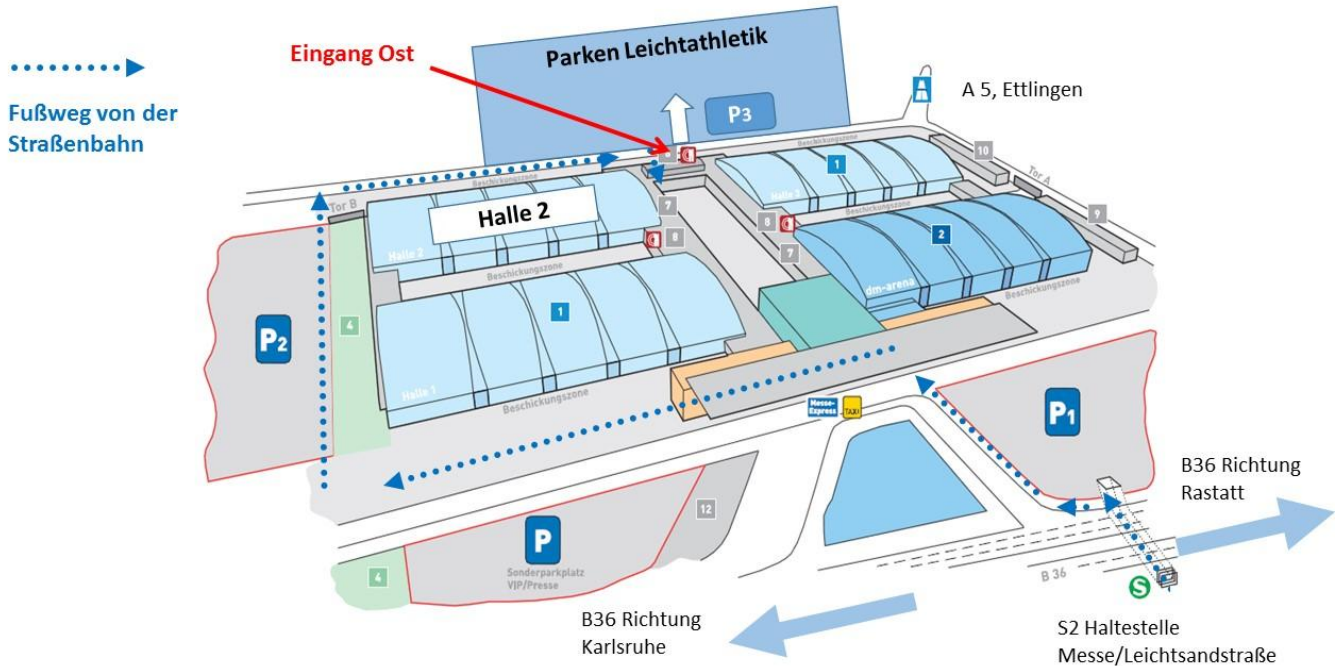 Fußweg von der
Straßenbahn
Eingang Ost
Parken Leichtathletik
P3
A 5, Ettlingen
Beschickungszone
Beschickungszone
6
10
Tor A
9
1
Halle 3
Tor B
Halle 2
Halle 2
7
8
8
7
Beschickungszone
2
dm-arena
Beschickungszone
Beschickungszone
P2
4
1
Halle 1
Beschickungszone
Messe-
Express
TAXI
P1
B36 Richtung
Rastatt
12
P
Sonderparkplatz
VIP/Presse
4
B 36
S
B36 Richtung
Karlsruhe
S2 Haltestelle
Messe/Leichtsandstraße